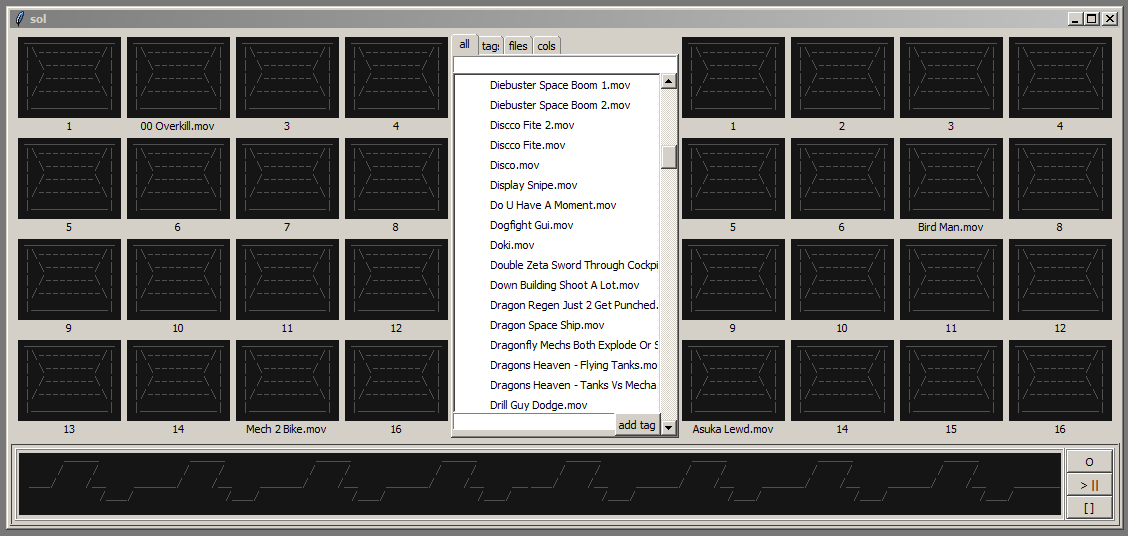 sol
all tags files cols
1 00 Overkill.mov 3 4
5 6 7 8
9 10 11 12
13 14 Mech 2 Bike.mov 16
Diebuster Space Boom 1.mov
Diebuster Space Boom 2.mov
Discco Fite 2.mov
Discco Fite.mov
Disco.mov
Display Snipe.mov
Do U Have A Moment.mov
Dogfight Gui.mov
Doki.mov
Double Zeta Sword Through Cockpi
Down Building Shoot A Lot.mov
Dragon Regen Just 2 Get Punched.
Dragon Space Ship.mov
Dragonfly Mechs Both Explode Or S
Dragons Heaven - Flying Tanks.mo
Dragons Heaven - Tanks Vs Mecha
Drill Guy Dodge.mov
add tag
1 2 3 4
5 6 Bird Man.mov 8
9 10 11 12
Asuka Lewd.mov 14 15 16
O
> ||
[ ]